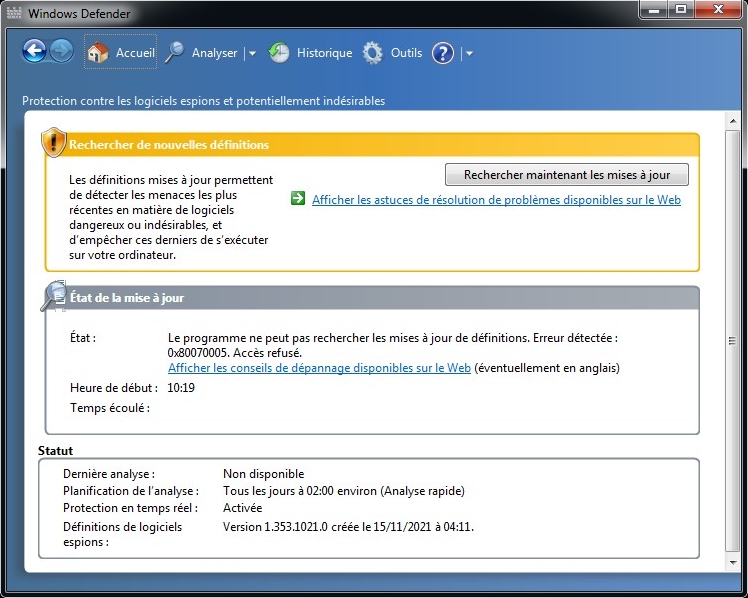 Windows Defender
Accueil
Analyser
Historique
Outils
Protection contre les logiciels espions et potentiellement indésirables
Rechercher de nouvelles définitions
Rechercher maintenant les mises à jour
Les définitions mises à jour permettent
de détecter les menaces les plus
récentes en matière de logiciels
dangereux ou indésirables, et
d'empêcher ces derniers de s'exécuter
sur votre ordinateur.
Afficher les astuces de résolution de problèmes disponibles sur le Web
État de la mise à jour
État :
Le programme ne peut pas rechercher les mises à jour de définitions. Erreur détectée :
0x80070005. Accès refusé.
Afficher les conseils de dépannage disponibles sur le Web (éventuellement en anglais)
Heure de début : 10:19
Temps écoulé :
Statut
Dernière analyse : Non disponible
Planification de l'analyse : Tous les jours à 02:00 environ (Analyse rapide)
Protection en temps réel : Activée
Définitions de logiciels
espions :
Version 1.353.1021.0 créée le 15/11/2021 à 04:11.